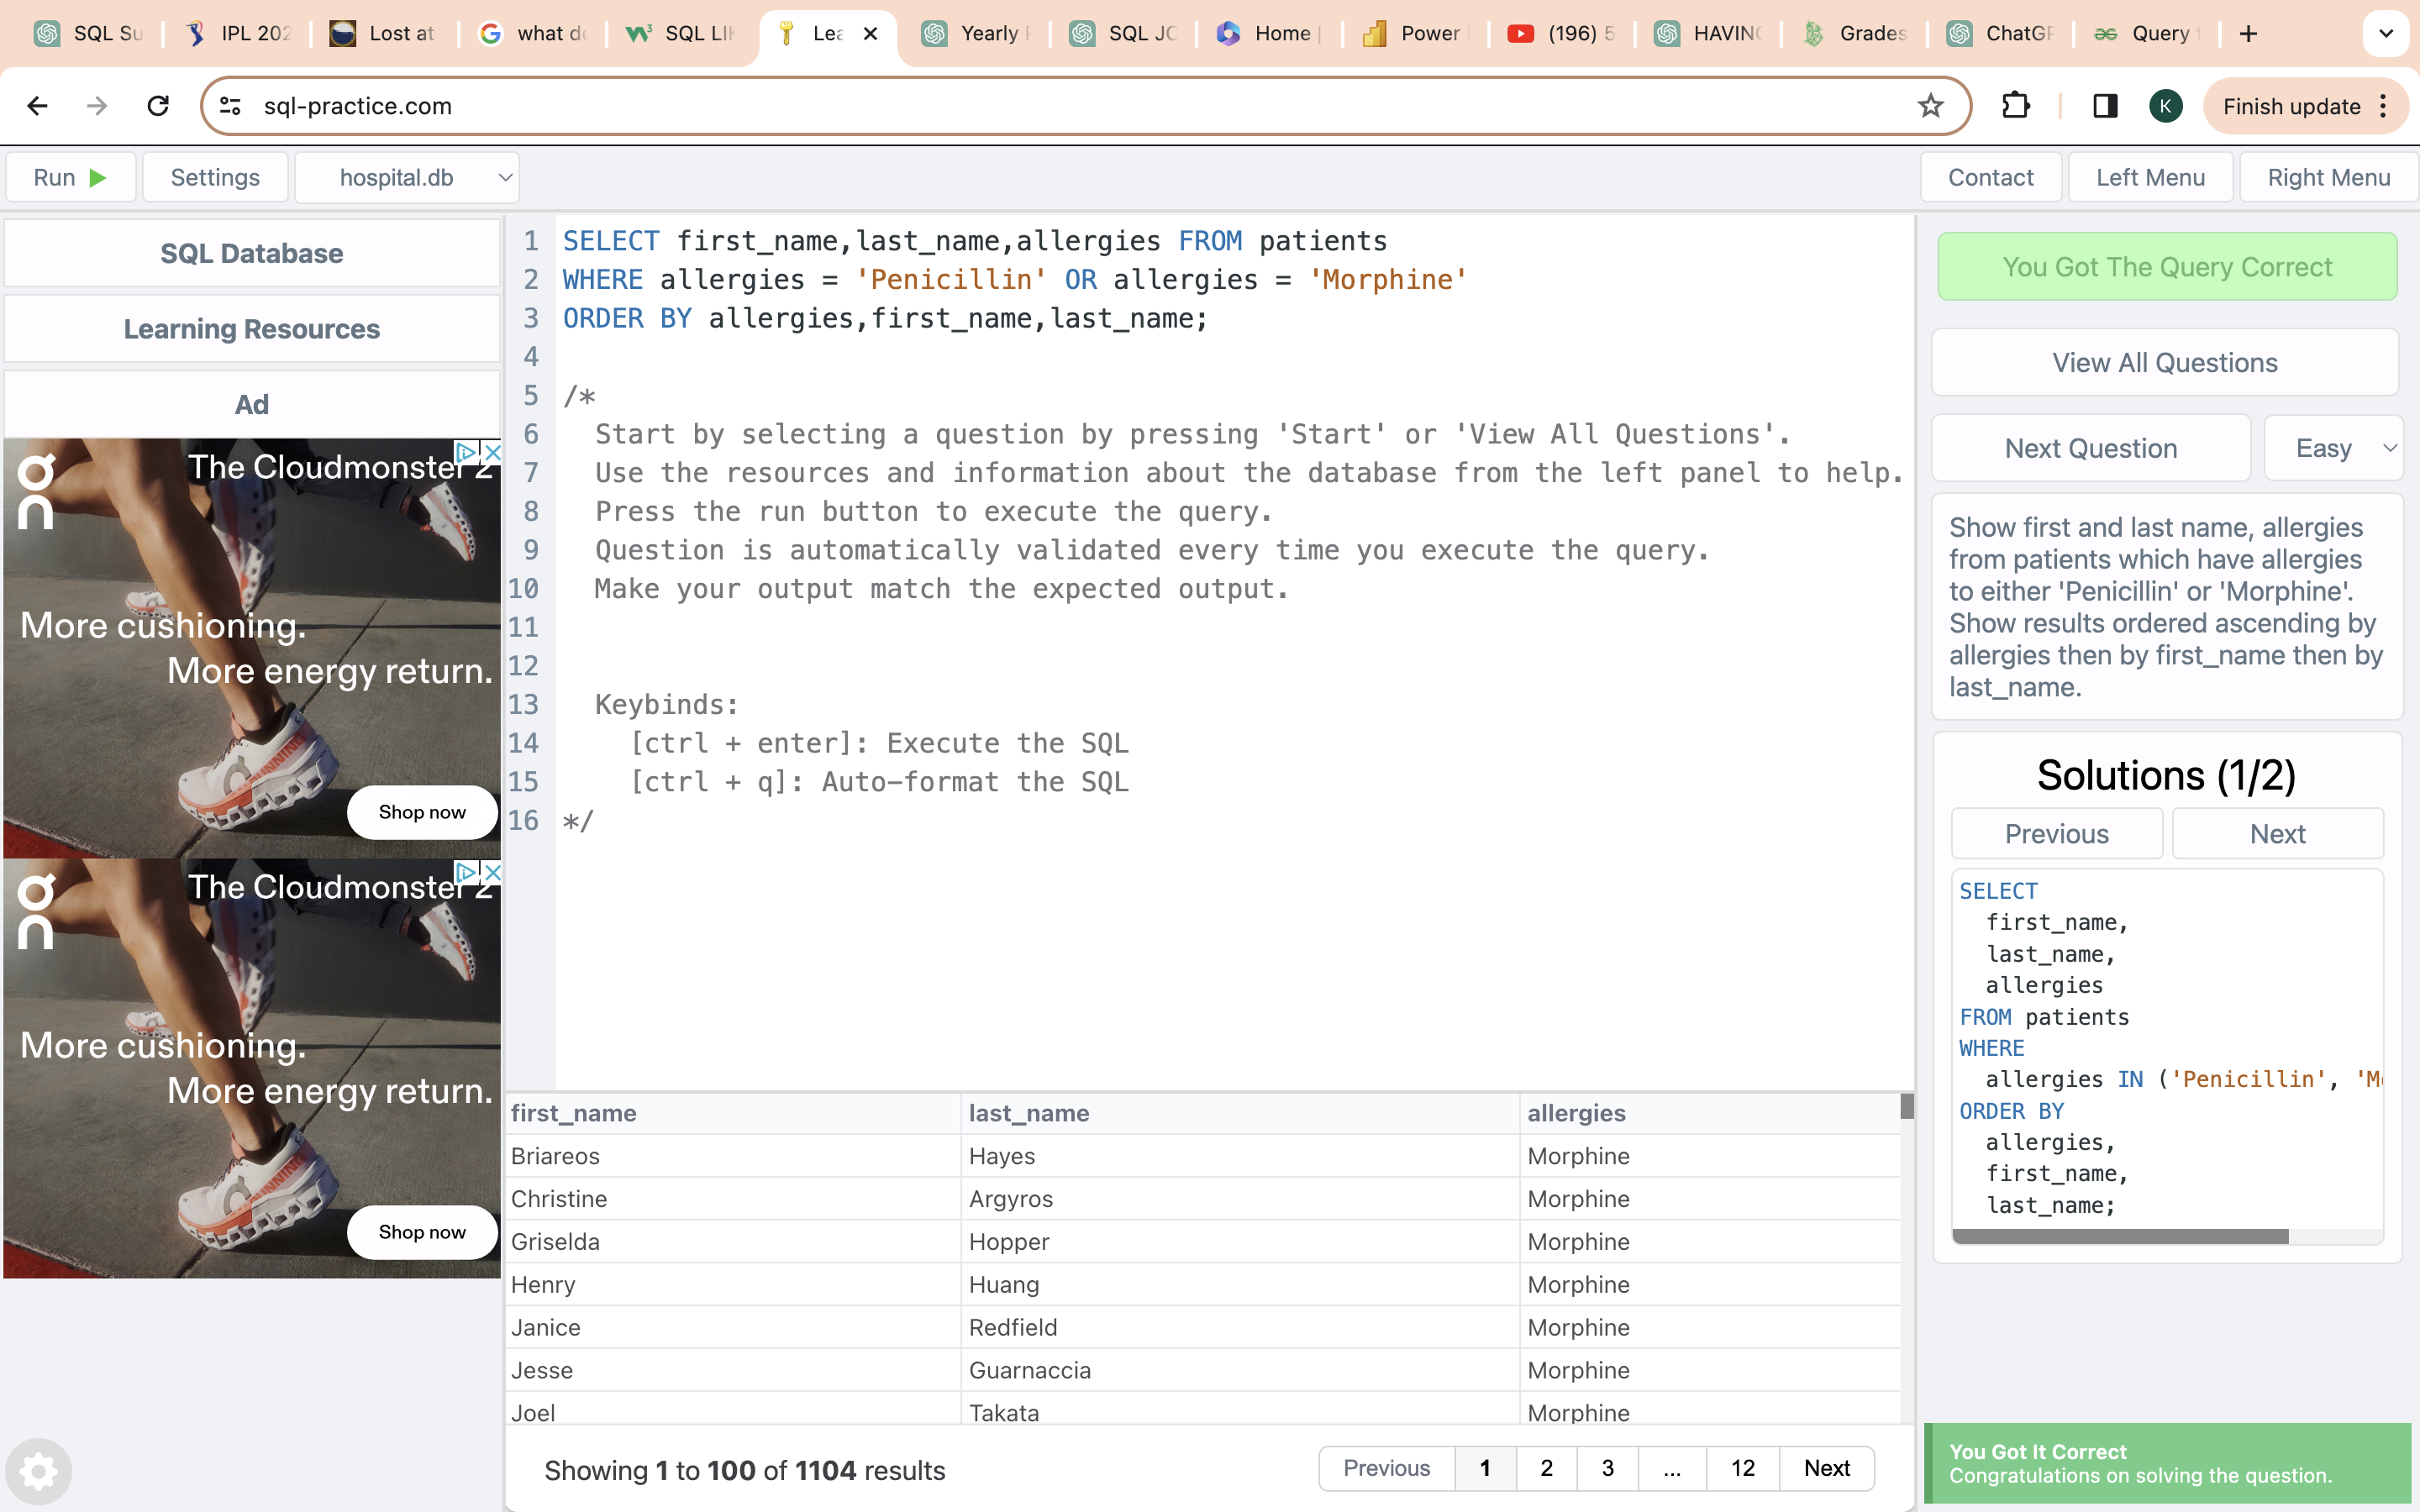 SQL Su
IPL 202
Lost at
what do
SQL LIK
Lea
Yearly
SQL JC
Home
Power
(196) 5
HAVING
Grades
ChatGP
Query
sql-practice.com
K
Finish update
Run
Settings
hospital.db
Contact
Left Menu
Right Menu
SQL Database
Learning Resources
Ad
The Cloudmonster 2
More cushioning.
More energy return.
Shop now
The Cloudmonster 2
More cushioning.
More energy return.
Shop now
1 SELECT first_name,last_name,allergies FROM patients
2 WHERE allergies = 'Penicillin' OR allergies = 'Morphine'
3 ORDER BY allergies,first_name,last_name;
4
5 /*
6 Start by selecting a question by pressing 'Start' or 'View All Questions'.
7 Use the resources and information about the database from the left panel to help.
8 Press the run button to execute the query.
9 Question is automatically validated every time you execute the query.
10 Make your output match the expected output.
11
12
13 Keybinds:
14 [ctrl + enter]: Execute the SQL
15 [ctrl + q]: Auto-format the SQL
16 */
first_name last_name allergies
Briareos Hayes Morphine
Christine Argyros Morphine
Griselda Hopper Morphine
Henry Huang Morphine
Janice Redfield Morphine
Jesse Guarnaccia Morphine
Joel Takata Morphine
Showing 1 to 100 of 1104 results
Previous 1 2 3 ... 12 Next
You Got The Query Correct
View All Questions
Next Question
Easy
Show first and last name, allergies
from patients which have allergies
to either 'Penicillin' or 'Morphine'.
Show results ordered ascending by
allergies then by first_name then by
last_name.
Solutions (1/2)
Previous
Next
SELECT
first_name,
last_name,
allergies
FROM patients
WHERE
allergies IN ('Penicillin', 'M
ORDER BY
allergies,
first_name,
last_name;
You Got It Correct
Congratulations on solving the question.